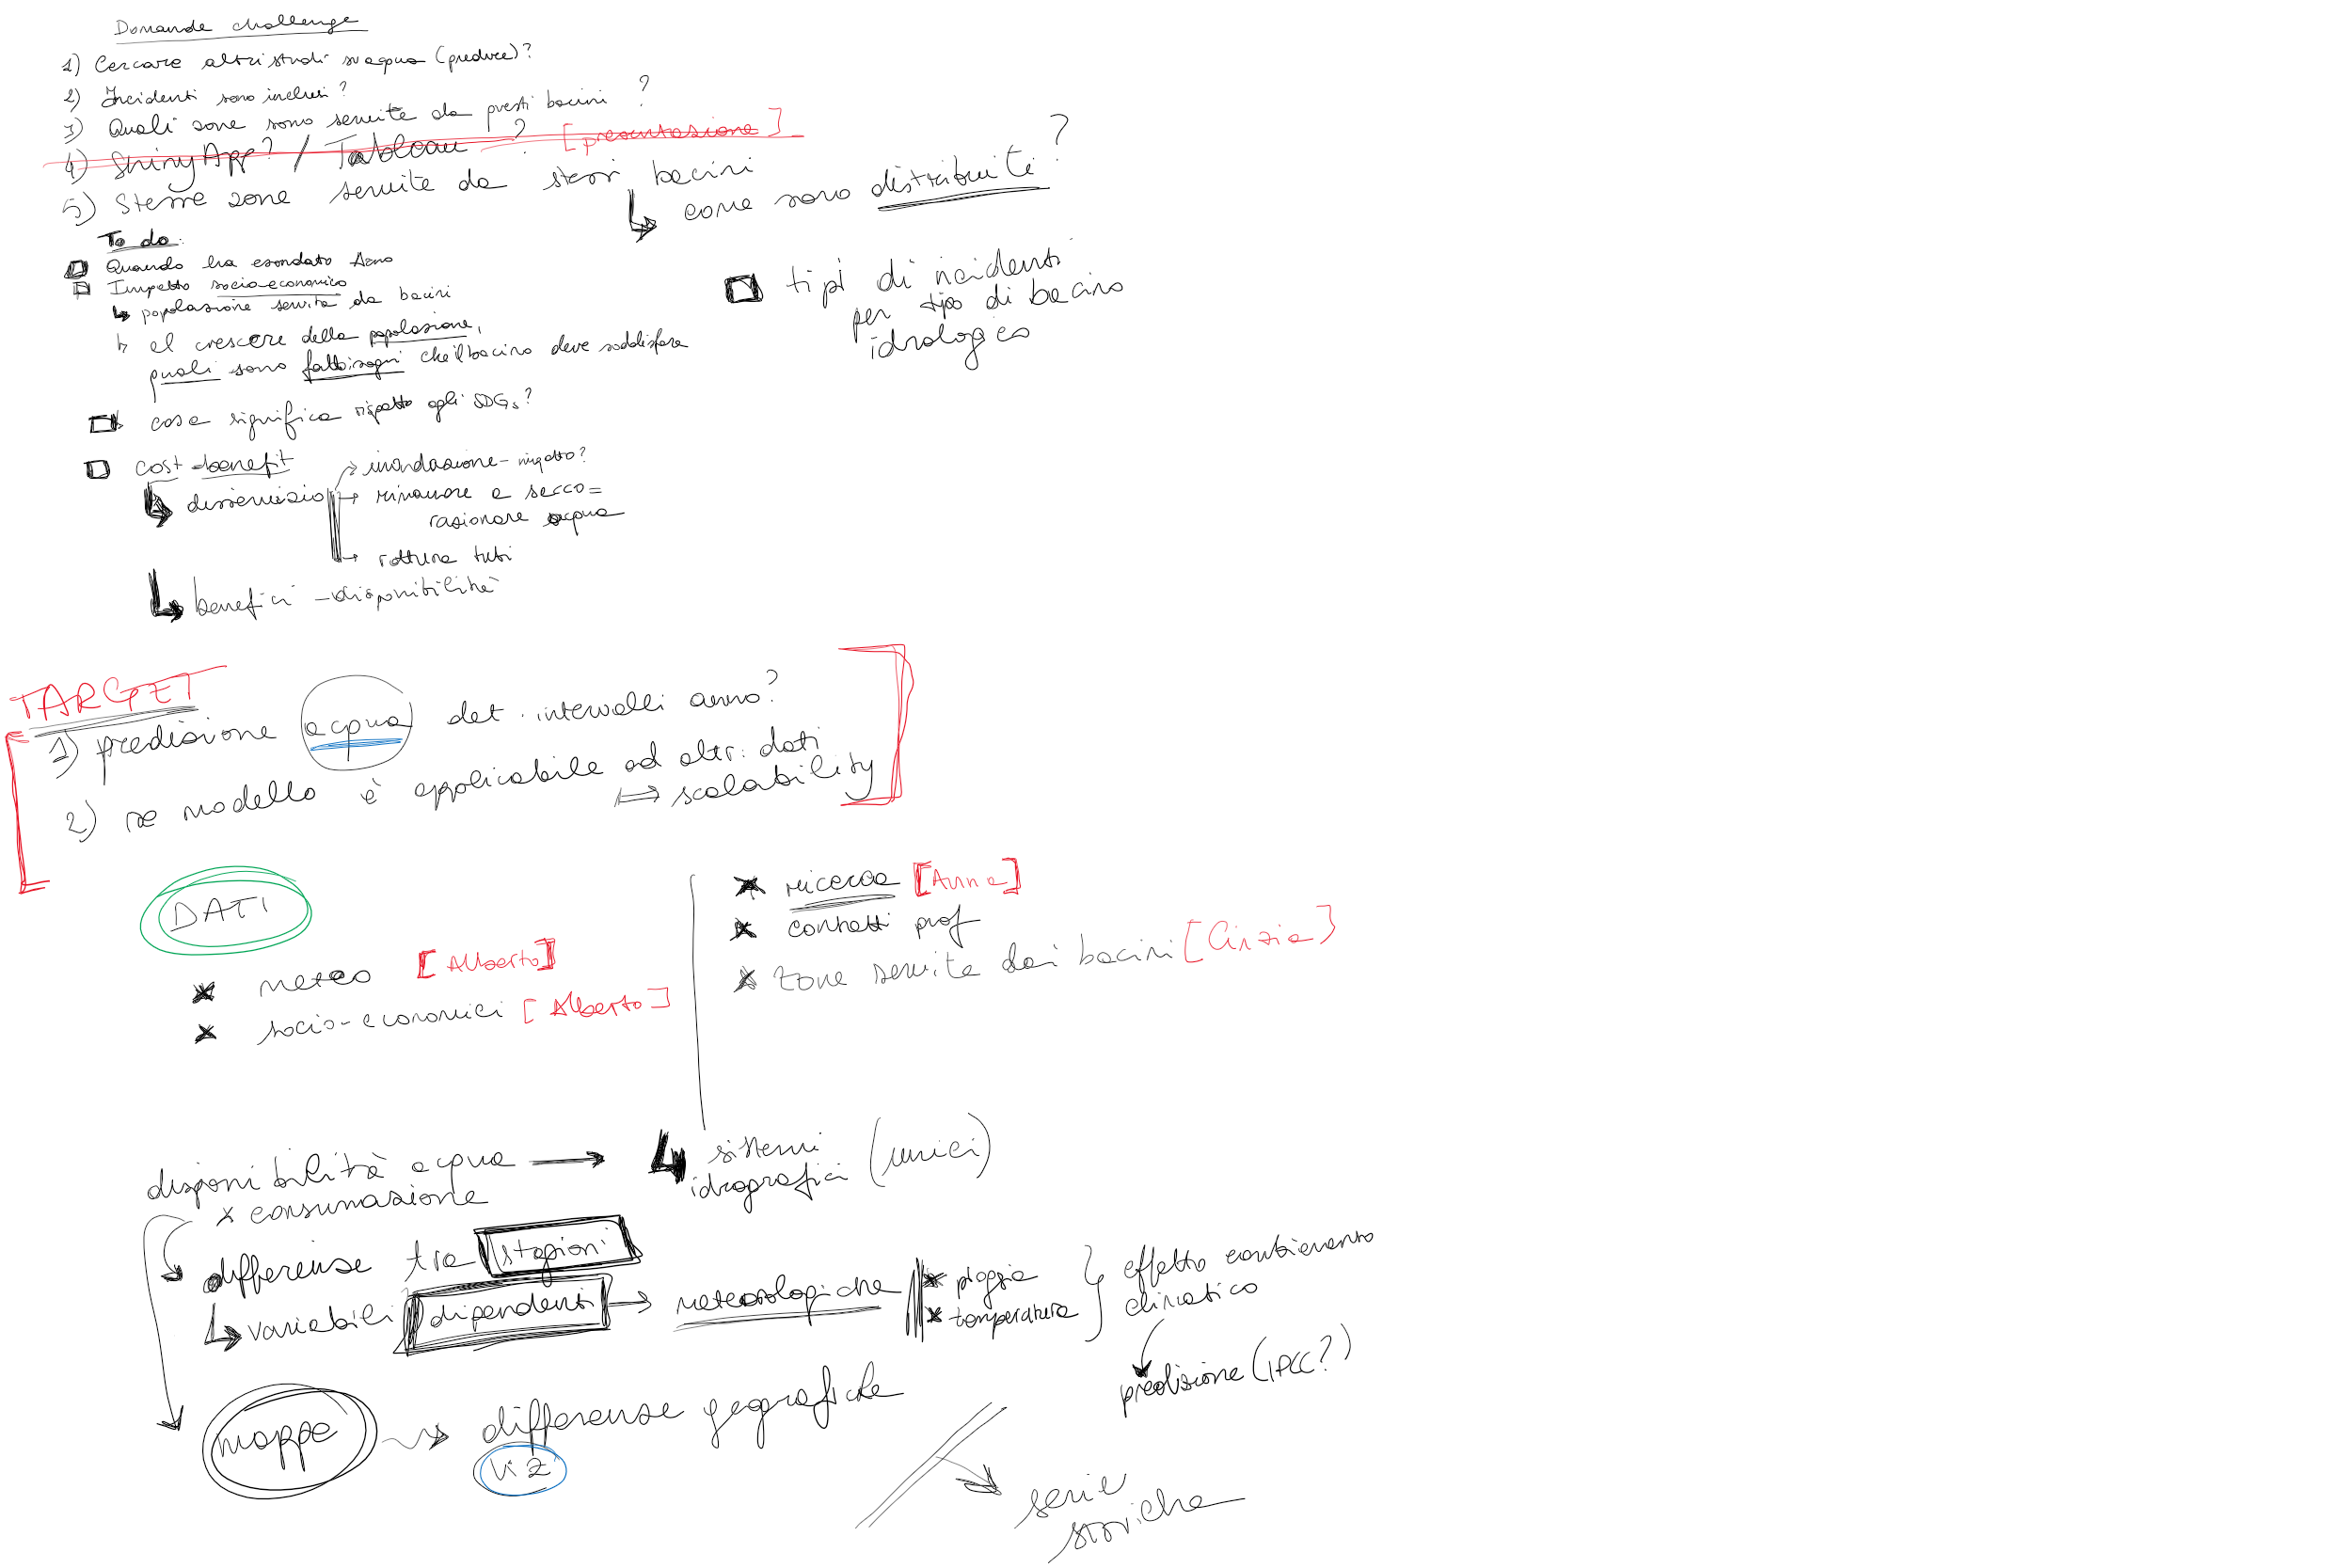 Domande challenge
1) Cercare altri studi su acqua (predire)?
2) Incidenti sono inclusi?
3) Quali zone sono servite da questi bacini ?
4) ShinyApp? / Tableau ? [presentazione]
5) Stesse zone servite da stessi bacini
↳ come sono distribuite ?
To do:
Quando ha esondato Arno
Impatto socio-economico
↳ popolazione servita da bacini
↳ al crescere della popolazione,
quali sono fabbisogni che il bacino deve soddisfare
cosa significa rispetto agli SDGs?
cost-benefit
↳ disservizio
→ inondazione -
→ rimanere a secco =
razionare acqua
→ rottura tubi
↳ benefici - disponibilità
tipi di incidenti
per tipo di bacino
idrologico
TARGET
1) predizione acqua det. intervalli anno?
2) se modello è applicabile ad altri dati
↦ scalability
DATI
* meteo [Alberto]
* socio-economici [Alberto]
* ricerca [Anna]
* contatti prof
* zone servite dai bacini [Cinzia]
disponibilità acqua →
x consumazione
↳ sistemi
idrografici (unici)
differenze tra stagioni
↳ variabili dipendenti → meteorologiche
* pioggia
* temperatura
effetto cambiamento
climatico
predizione (IPCC?)
mappe → differenze geografiche
viz
serie
storiche